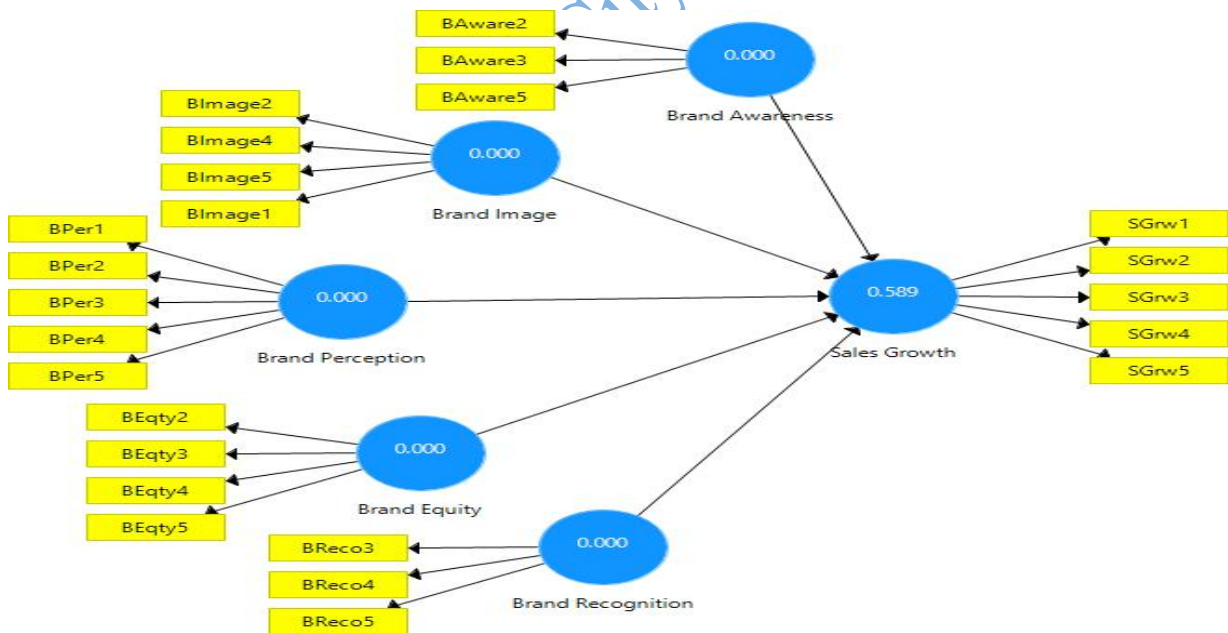 BAware2
BAware3
BAware5
0.000
Brand Awareness
BImage2
BImage4
BImage5
BImage1
0.000
Brand Image
BPer1
BPer2
BPer3
BPer4
BPer5
0.000
Brand Perception
0.589
Sales Growth
SGrw1
SGrw2
SGrw3
SGrw4
SGrw5
BEqty2
BEqty3
BEqty4
BEqty5
0.000
Brand Equity
BReco3
BReco4
BReco5
0.000
Brand Recognition